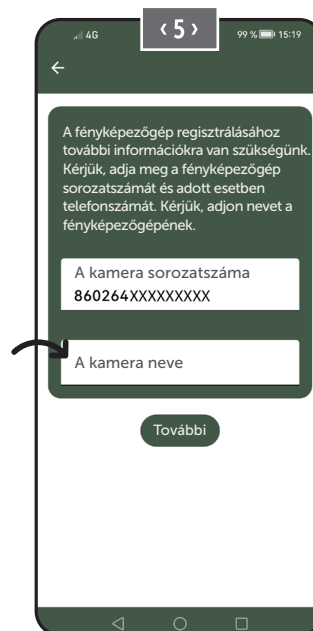 4G
‹ 5 ›
99 % 15:19
A fényképezőgép regisztrálásához
további információkra van szükségünk.
Kérjük, adja meg a fényképezőgép
sorozatszámát és adott esetben
telefonszámát. Kérjük, adjon nevet a
fényképezőgépének.
A kamera sorozatszáma
860264XXXXXXXXX
A kamera neve
További